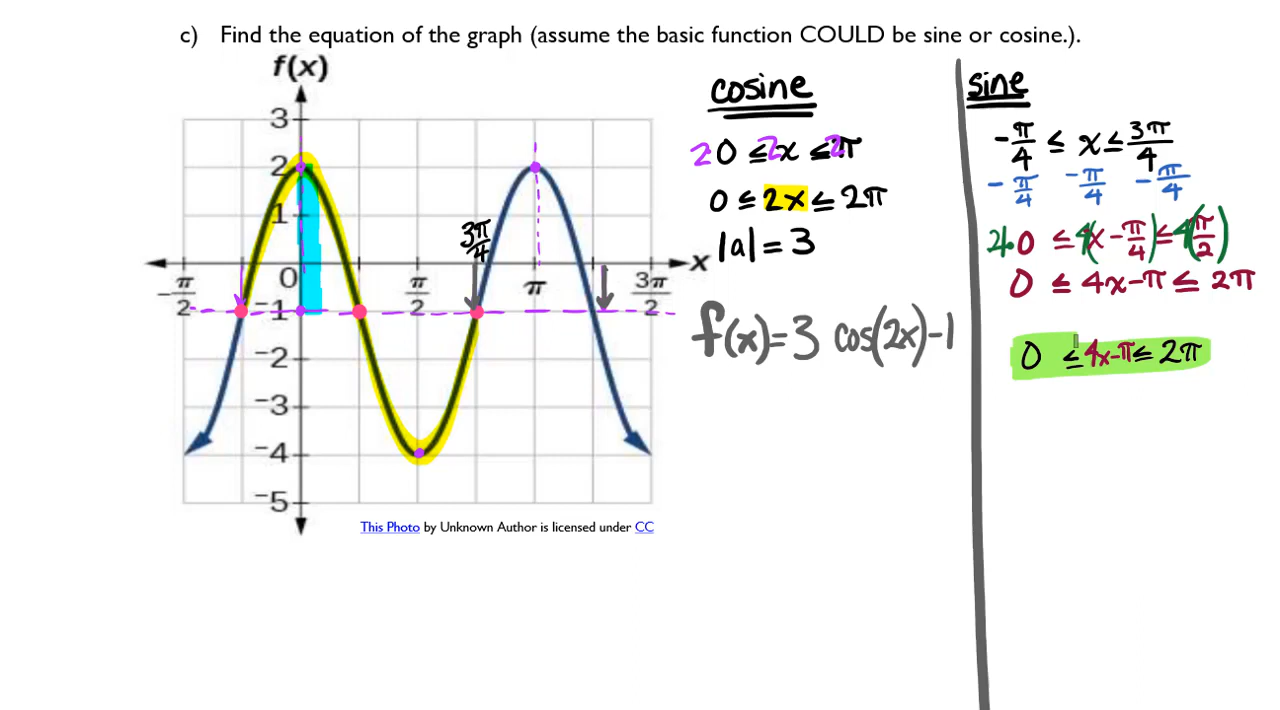 c) Find the equation of the graph (assume the basic function COULD be sine or cosine.).
f(x)
3
2
1
0
-1
-2
-3
-4
-5
-π/2
π/2
π
3π/2
x
3π/4
This Photo by Unknown Author is licensed under CC
cosine
2·0 ≤ 2x ≤ 2π
0 ≤ 2x ≤ 2π
|a| = 3
f(x) = 3 cos(2x) - 1
sine
-π/4 ≤ x ≤ 3π/4
-π/4 -π/4 -π/4
4·0 ≤ 4(x - π/4) ≤ 4(π/2)
0 ≤ 4x - π ≤ 2π
0 ≤ 4x - π ≤ 2π